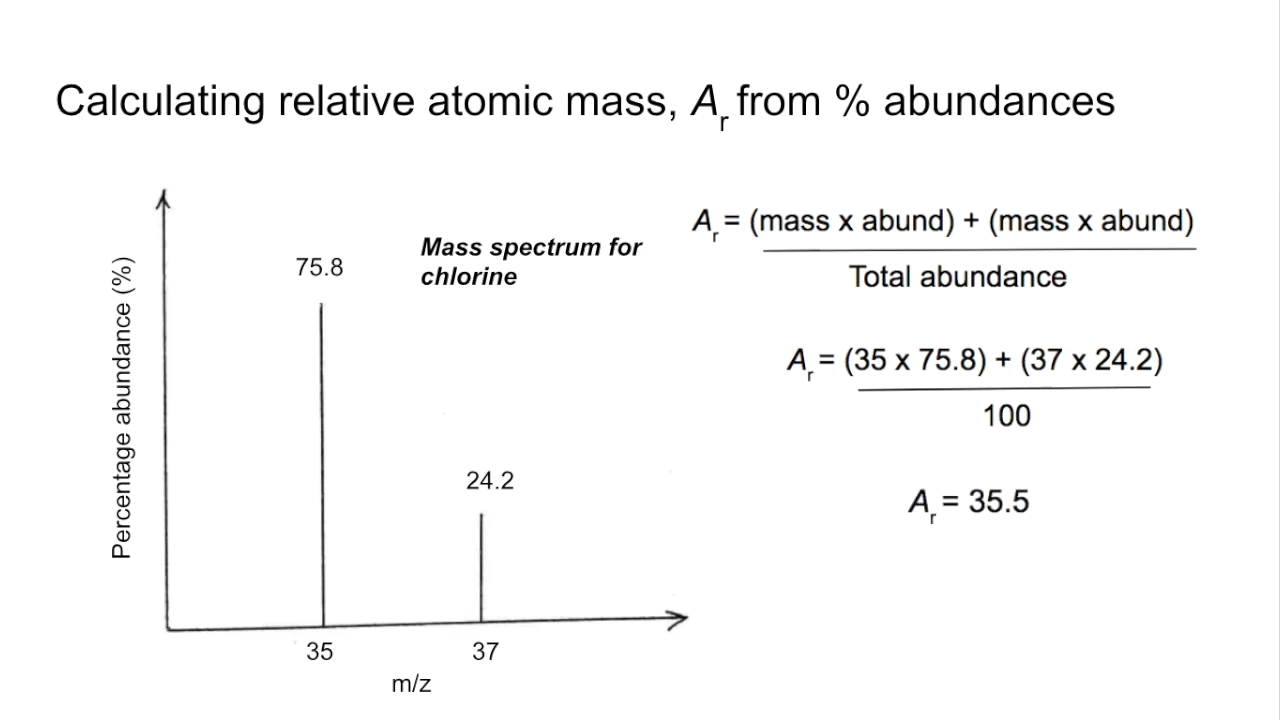 Calculating relative atomic mass, Ar from % abundances
Percentage abundance (%)
75.8
Mass spectrum for
chlorine
24.2
35
37
m/z
Ar = (mass x abund) + (mass x abund)
Total abundance
Ar = (35 x 75.8) + (37 x 24.2)
100
Ar = 35.5